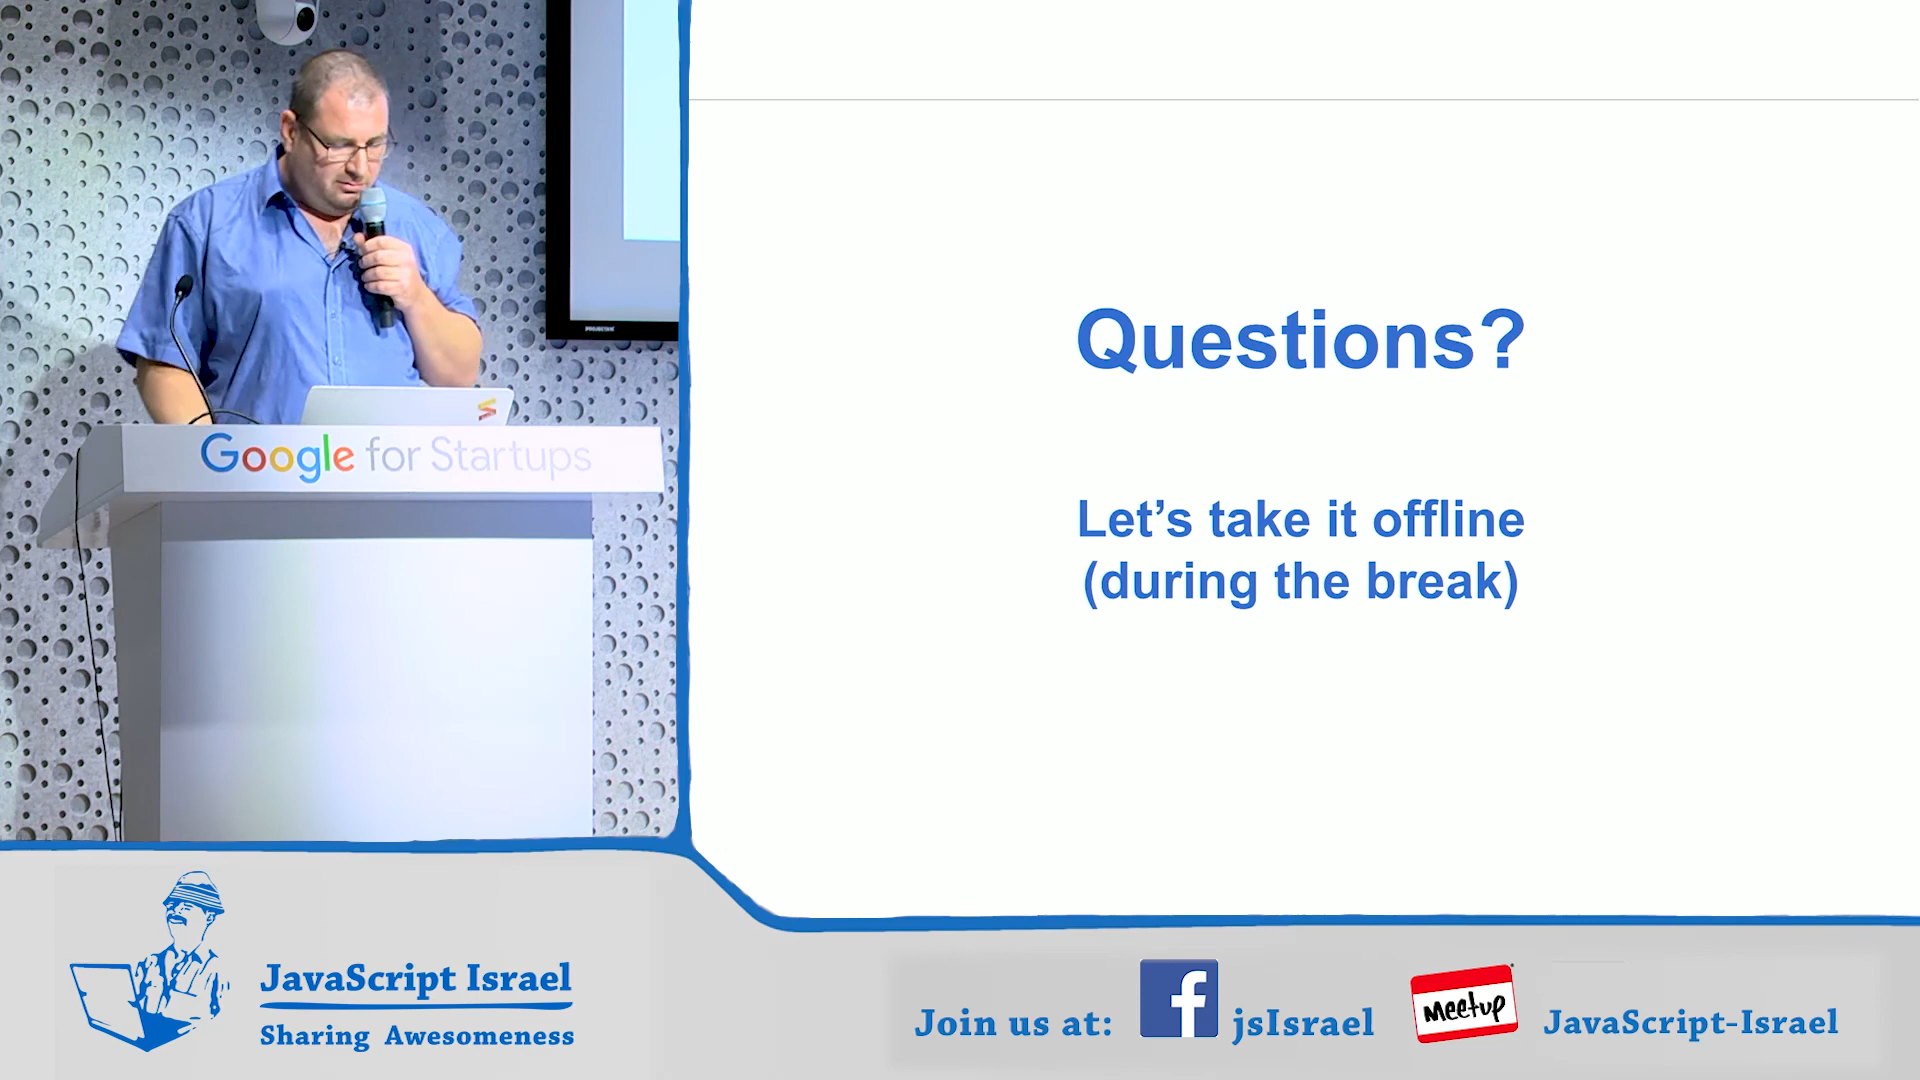 Questions?
Let’s take it offline
(during the break)
Google for Startups
JavaScript Israel
Sharing Awesomeness
Join us at:
f
jsIsrael
Meetup
JavaScript-Israel